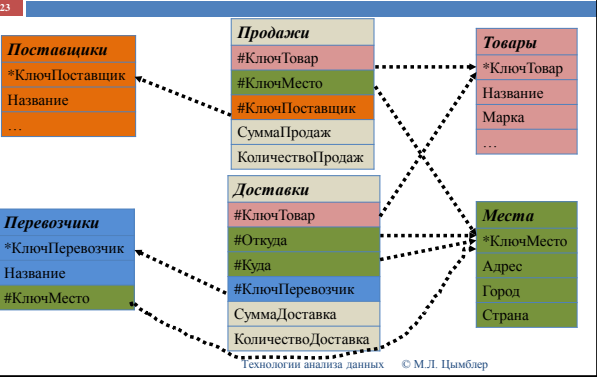 23
Поставщики
*КлючПоставщик
Название
…
Продажи
#КлючТовар
#КлючМесто
#КлючПоставщик
СуммаПродаж
КоличествоПродаж
Товары
*КлючТовар
Название
Марка
…
Перевозчики
*КлючПеревозчик
Название
#КлючМесто
Доставки
#КлючТовар
#Откуда
#Куда
#КлючПеревозчик
СуммаДоставка
КоличествоДоставка
Места
*КлючМесто
Адрес
Город
Страна
Технологии анализа данных © М.Л. Цымблер